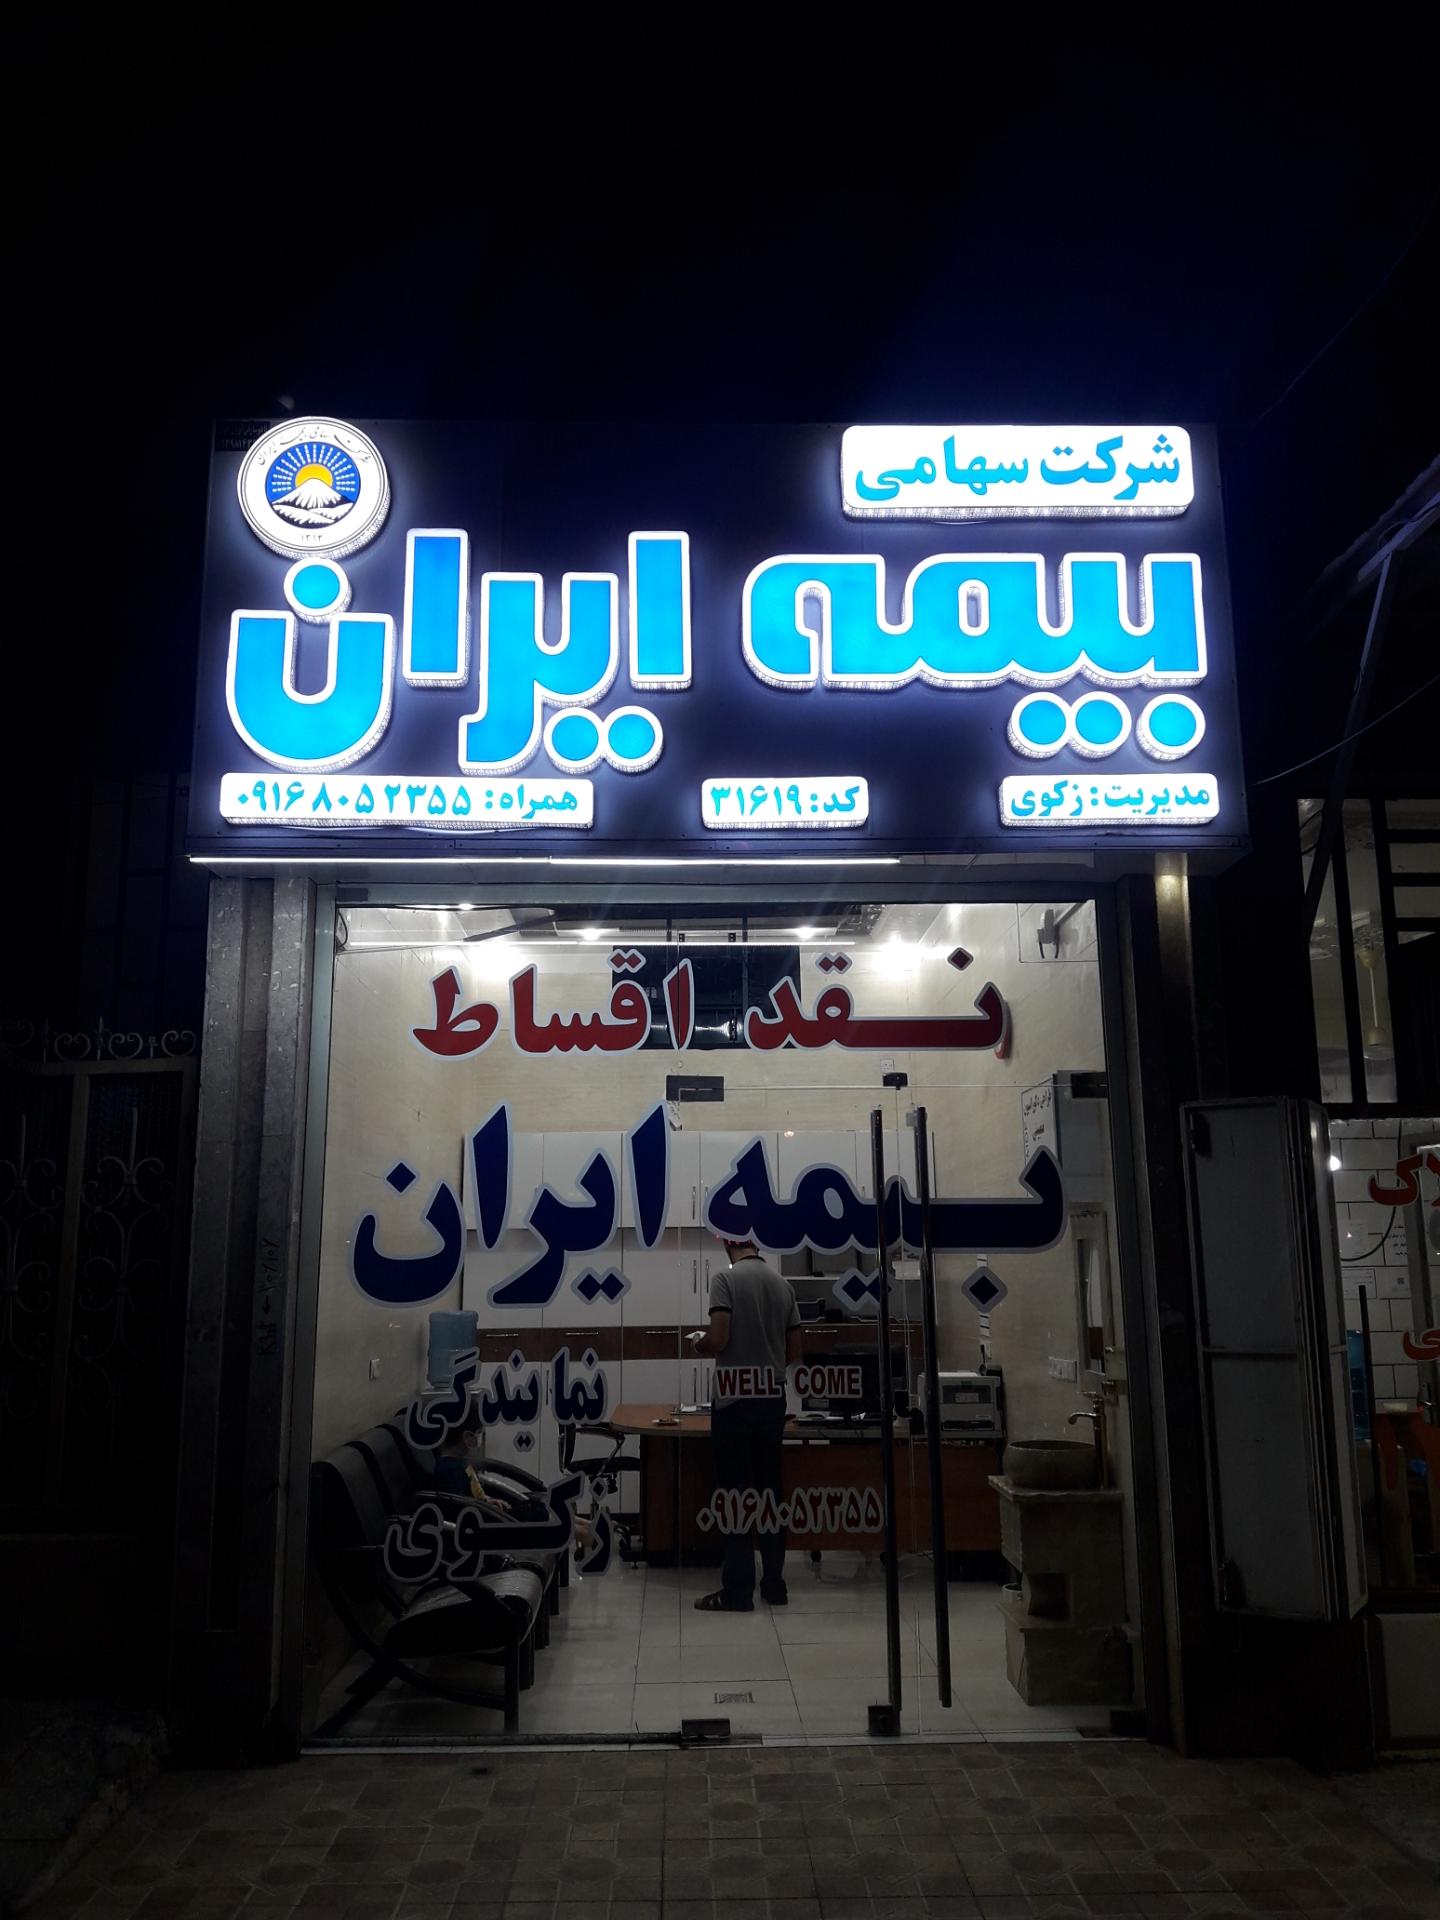 شرکت سهامی
بیمه ایران
۱۳۱۴
مدیریت: زکوی
کد: ۳۱۶۱۹
همراه: ۰۹۱۶۸۰۵۲۳۵۵
نقد اقساط
بیمه ایران
نمایندگی
زکوی
WELL COME
۰۹۱۶۸۰۵۲۳۵۵